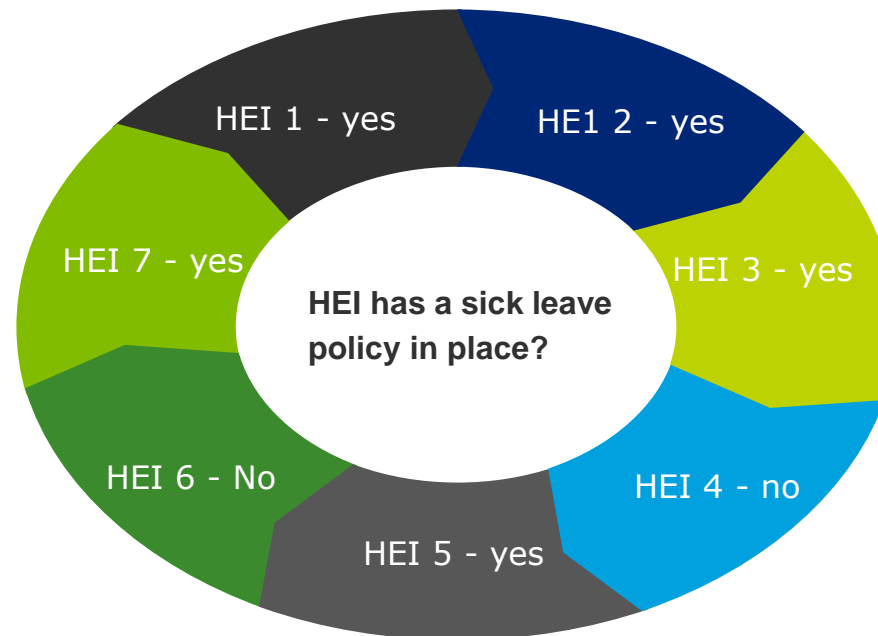 HEI 1 - yes
HE1 2 - yes
HEI 3 - yes
HEI 4 - no
HEI 5 - yes
HEI 6 - No
HEI 7 - yes
HEI has a sick leave
policy in place?